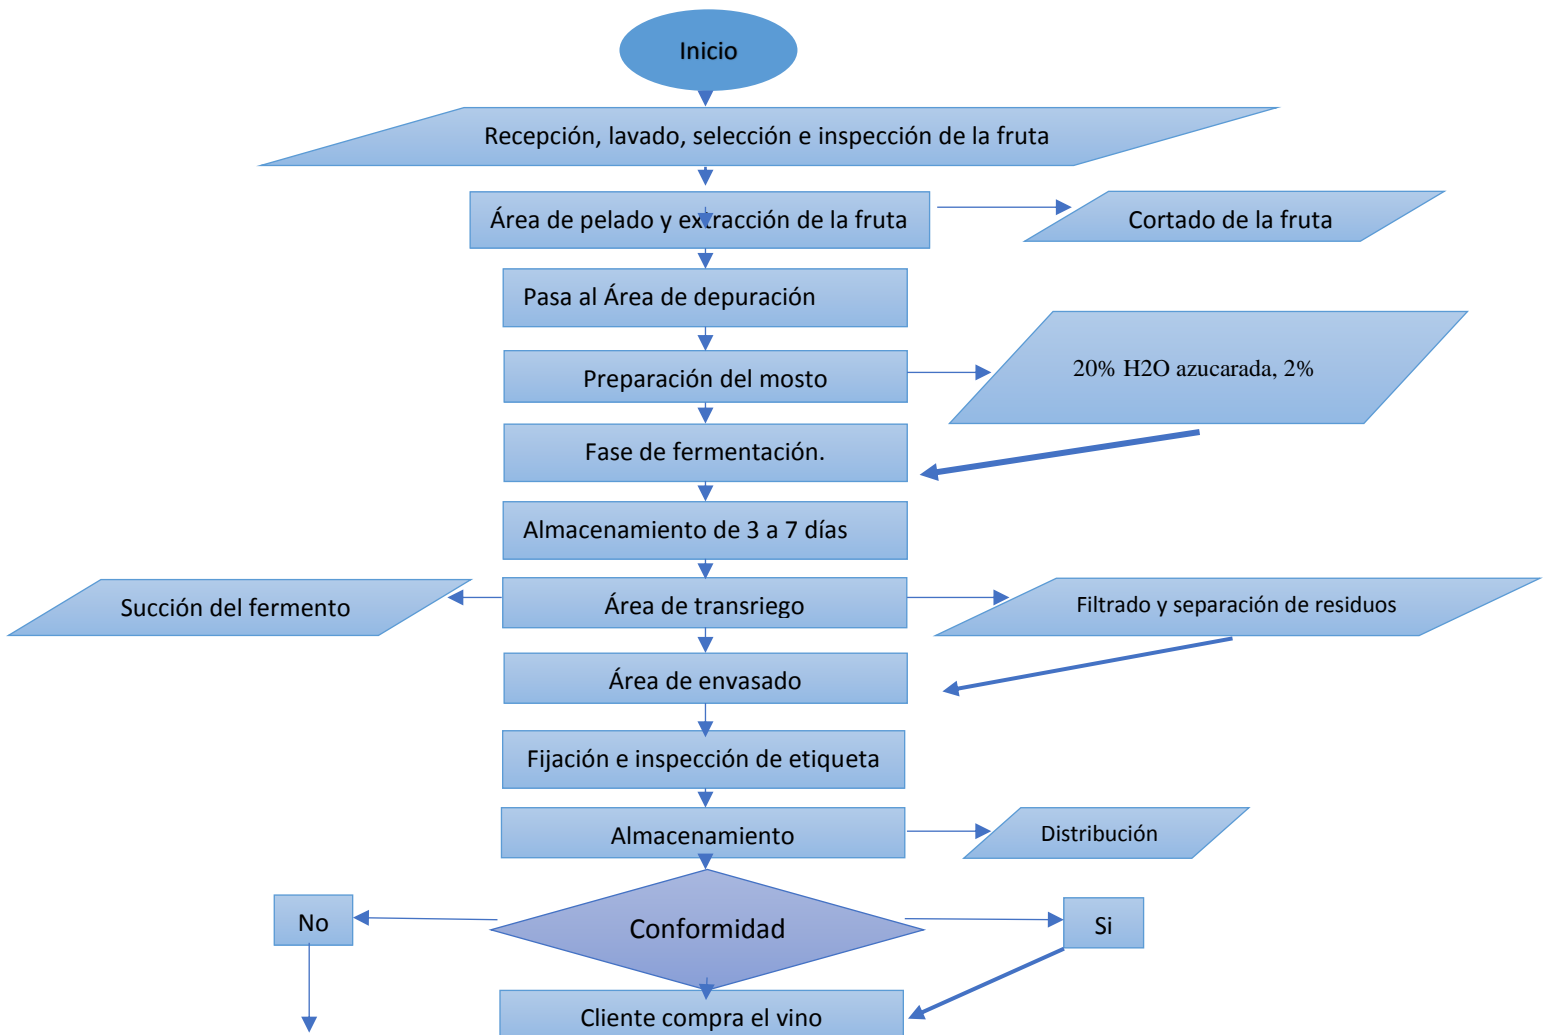 Inicio
Recepción, lavado, selección e inspección de la fruta
Área de pelado y extracción de la fruta
Cortado de la fruta
Pasa al Área de depuración
Preparación del mosto
20% H2O azucarada, 2%
Fase de fermentación.
Almacenamiento de 3 a 7 días
Succión del fermento
Área de transriego
Filtrado y separación de residuos
Área de envasado
Fijación e inspección de etiqueta
Almacenamiento
Distribución
No
Conformidad
Si
Cliente compra el vino